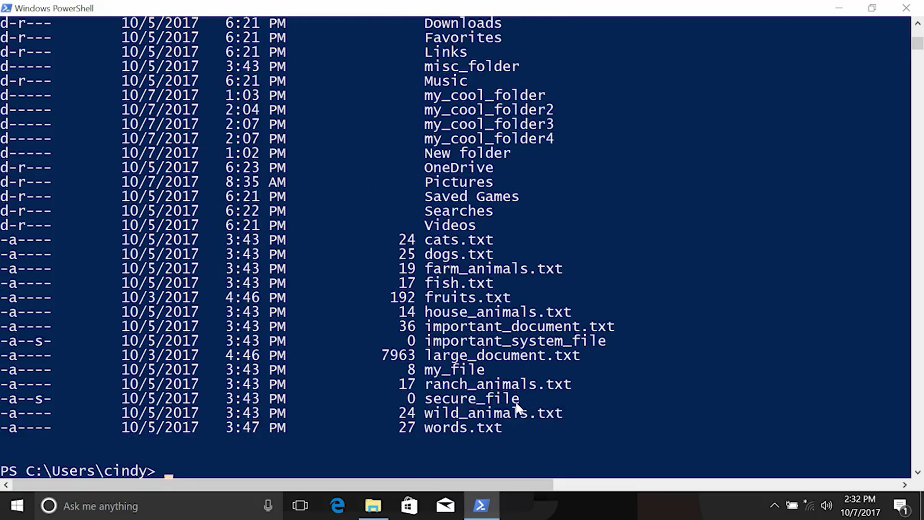 Windows PowerShell
d-r--- 10/5/2017 6:21 PM Downloads
d-r--- 10/5/2017 6:21 PM Favorites
d-r--- 10/5/2017 6:21 PM Links
d----- 10/5/2017 3:43 PM misc_folder
d-r--- 10/5/2017 6:21 PM Music
d----- 10/7/2017 1:03 PM my_cool_folder
d----- 10/7/2017 2:04 PM my_cool_folder2
d----- 10/7/2017 2:07 PM my_cool_folder3
d----- 10/7/2017 2:07 PM my_cool_folder4
d----- 10/7/2017 1:02 PM New folder
d-r--- 10/5/2017 6:23 PM OneDrive
d-r--- 10/7/2017 8:35 AM Pictures
d-r--- 10/5/2017 6:21 PM Saved Games
d-r--- 10/5/2017 6:22 PM Searches
d-r--- 10/5/2017 6:21 PM Videos
-a---- 10/5/2017 3:43 PM 24 cats.txt
-a---- 10/5/2017 3:43 PM 25 dogs.txt
-a---- 10/5/2017 3:43 PM 19 farm_animals.txt
-a---- 10/5/2017 3:43 PM 17 fish.txt
-a---- 10/3/2017 4:46 PM 192 fruits.txt
-a---- 10/5/2017 3:43 PM 14 house_animals.txt
-a---- 10/5/2017 3:43 PM 36 important_document.txt
-a--s- 10/5/2017 3:43 PM 0 important_system_file
-a---- 10/3/2017 4:46 PM 7963 large_document.txt
-a---- 10/5/2017 3:43 PM 8 my_file
-a---- 10/5/2017 3:43 PM 17 ranch_animals.txt
-a--s- 10/5/2017 3:43 PM 0 secure_file
-a---- 10/5/2017 3:43 PM 24 wild_animals.txt
-a---- 10/5/2017 3:47 PM 27 words.txt
PS C:\Users\cindy>
Ask me anything
2:32 PM
10/7/2017
1